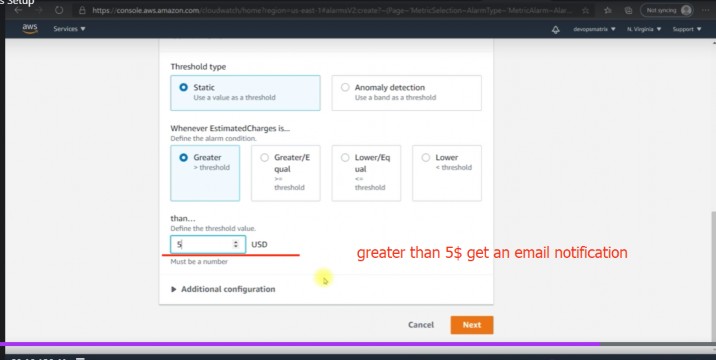 s Setup
https://console.aws.amazon.com/cloudwatch/home?region=us-east-1#alarmsV2:create?~(Page~'MetricSelection~AlarmType~'MetricAlarm~Alar...
Not syncing
aws Services devopsmatrix N. Virginia Support
Threshold type
Static
Use a value as a threshold
Anomaly detection
Use a band as a threshold
Whenever EstimatedCharges is...
Define the alarm condition.
Greater
> threshold
Greater/E
qual
>=
threshold
Lower/Eq
ual
<=
threshold
Lower
< threshold
than...
Define the threshold value.
5 USD
Must be a number
greater than 5$ get an email notification
Additional configuration
Cancel Next